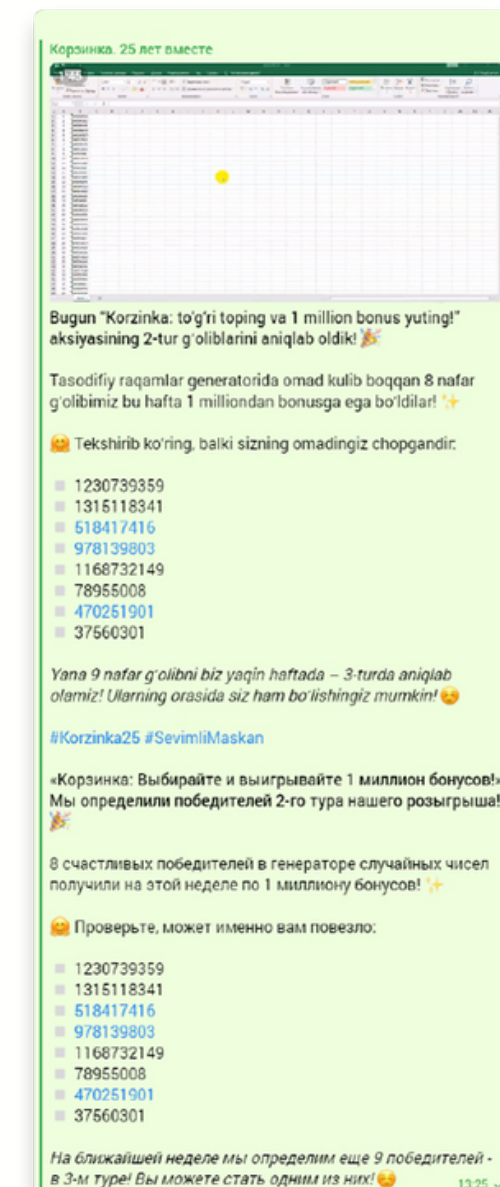 Корзинка. 25 лет вместе
Bugun "Korzinka: to'g'ri toping va 1 million bonus yuting!"
aksiyasining 2-tur g'oliblarini aniqlab oldik! 🎉
Tasodifiy raqamlar generatorida omad kulib boqqan 8 nafar
g'olibimiz bu hafta 1 milliondan bonusga ega bo'ldilar! ✨
🤗 Tekshirib ko'ring, balki sizning omadingiz chopgandir:
1230739359
1315118341
518417416
978139803
1168732149
78955008
470251901
37560301
Yana 9 nafar g'olibni biz yaqin haftada – 3-turda aniqlab
olamiz! Ularning orasida siz ham bo'lishingiz mumkin! ☺️
#Korzinka25 #SevimliMaskan
«Корзинка: Выбирайте и выигрывайте 1 миллион бонусов!»
Мы определили победителей 2-го тура нашего розыгрыша!
🎉
8 счастливых победителей в генераторе случайных чисел
получили на этой неделе по 1 миллиону бонусов! ✨
🤗 Проверьте, может именно вам повезло:
1230739359
1315118341
518417416
978139803
1168732149
78955008
470251901
37560301
На ближайшей неделе мы определим еще 9 победителей -
в 3-м туре! Вы можете стать одним из них! ☺️
13:25